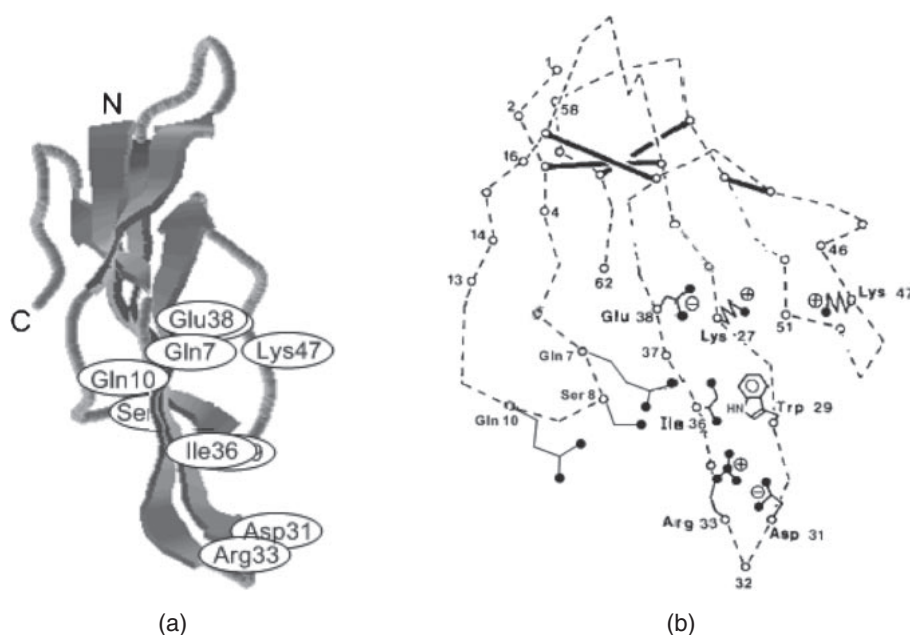 N
C
Glu38
Gln7
Lys47
Gln10
Ser
Ile36
9
Asp31
Arg33
(a)
1
2
58
16
4
14
13
62
46
Lys 47
Glu 38
Lys 27
51
37
Gln 7
Ser 8
Gln 10
HN
Trp 29
Ile 36
Arg 33
Asp 31
32
(b)